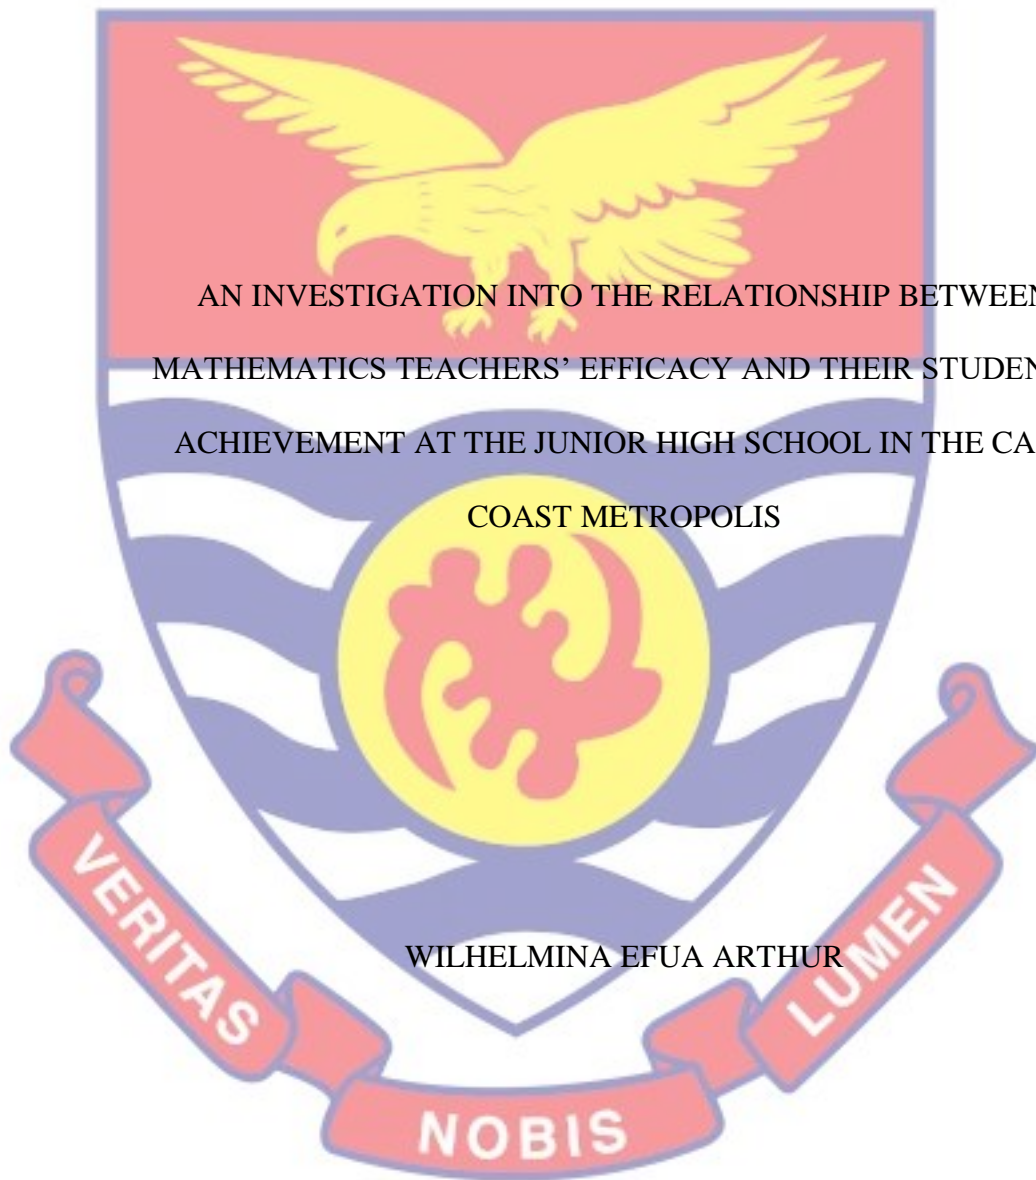 AN INVESTIGATION INTO THE RELATIONSHIP BETWEEN
MATHEMATICS TEACHERS’ EFFICACY AND THEIR
ACHIEVEMENT AT THE JUNIOR HIGH SCHOOL IN THE
COAST METROPOLIS
WILHELMINA EFUA ARTHUR
VERITAS
NOBIS
LUMEN